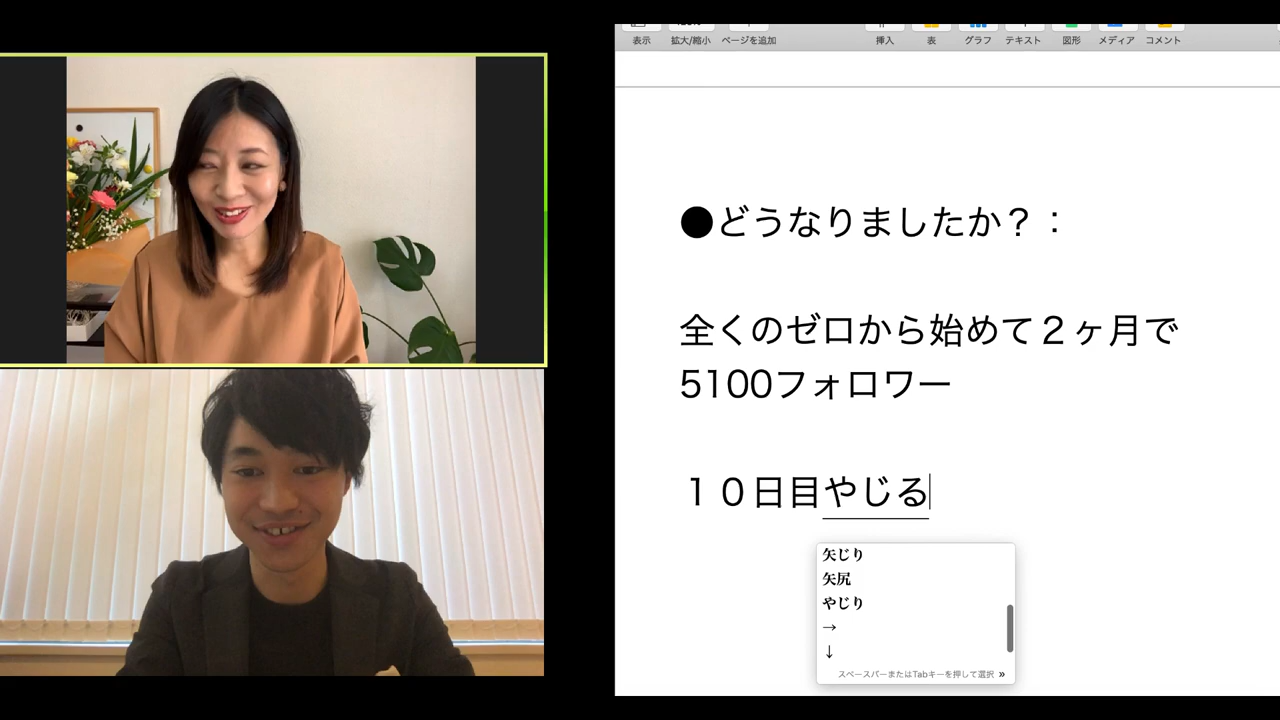 表示 拡大/縮小 ページを追加 挿入 表 グラフ テキスト 図形 メディア コメント
●どうなりましたか？：
全くのゼロから始めて２ヶ月で
5100フォロワー
１０日目やじる
矢じり
矢尻
やじり
→
↓
スペースバーまたはTabキーを押して選択 »